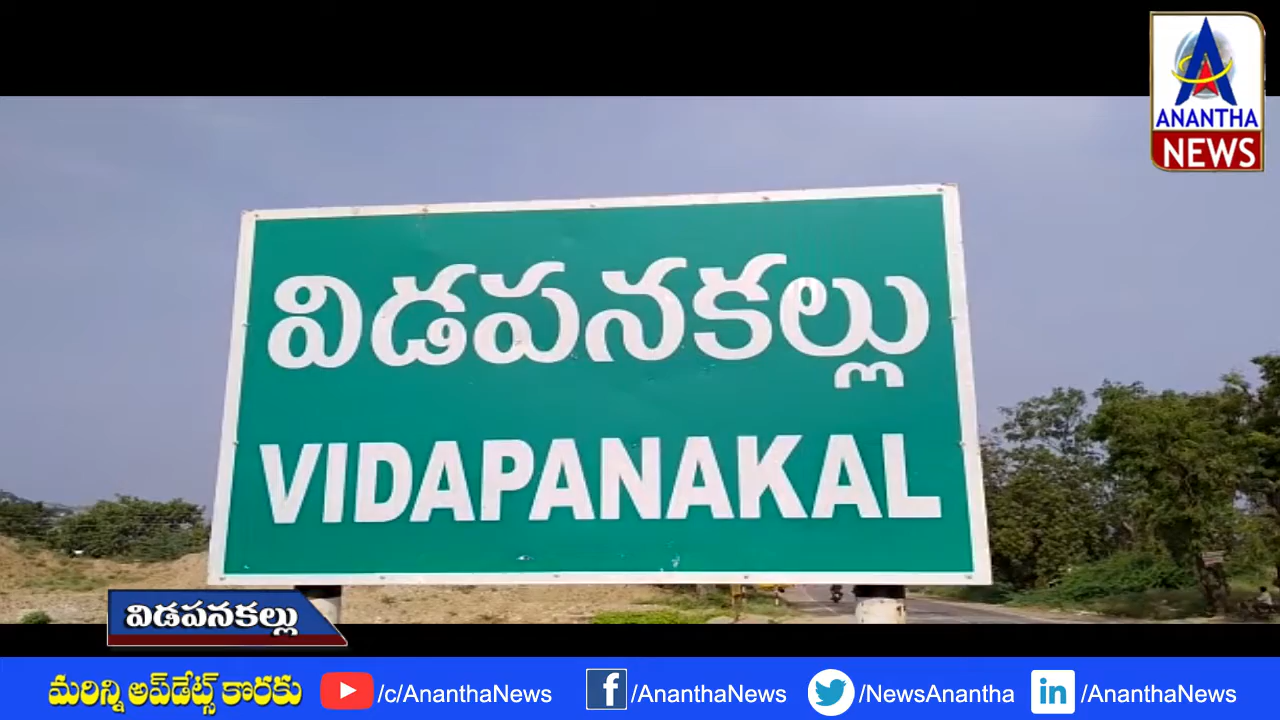 ANANTHA
NEWS
విడపనకల్లు
VIDAPANAKAL
విడపనకల్లు
మరిన్ని అప్‌డేట్స్ కొరకు /c/AnanthaNews /AnanthaNews /NewsAnantha /AnanthaNews